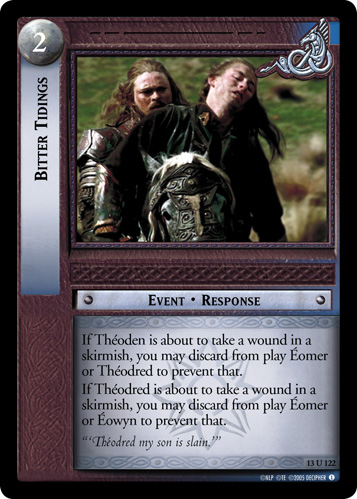 2
BITTER TIDINGS
EVENT • RESPONSE
If Théoden is about to take a wound in a
skirmish, you may discard from play Éomer
or Théodred to prevent that.
If Théodred is about to take a wound in a
skirmish, you may discard from play Éomer
or Éowyn to prevent that.
“‘Théodred my son is slain.’”
13 U 122
©NLP ©TE ©2005 DECIPHER